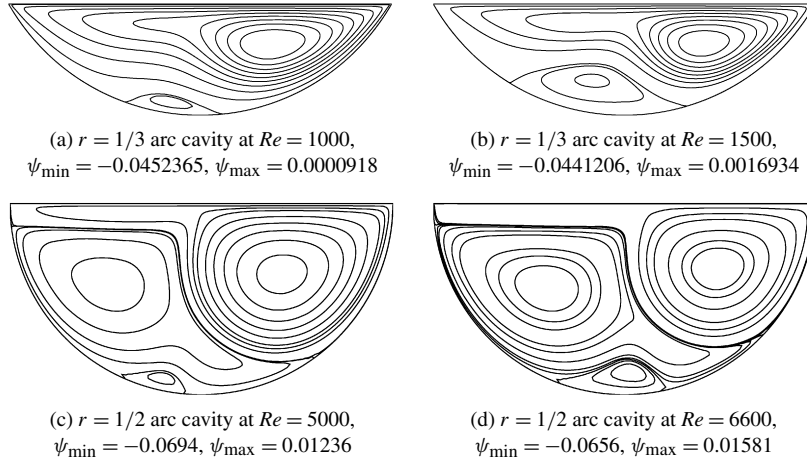 (a) r = 1/3 arc cavity at Re = 1000,
ψmin = −0.0452365, ψmax = 0.0000918
(b) r = 1/3 arc cavity at Re = 1500,
ψmin = −0.0441206, ψmax = 0.0016934
(c) r = 1/2 arc cavity at Re = 5000,
ψmin = −0.0694, ψmax = 0.01236
(d) r = 1/2 arc cavity at Re = 6600,
ψmin = −0.0656, ψmax = 0.01581